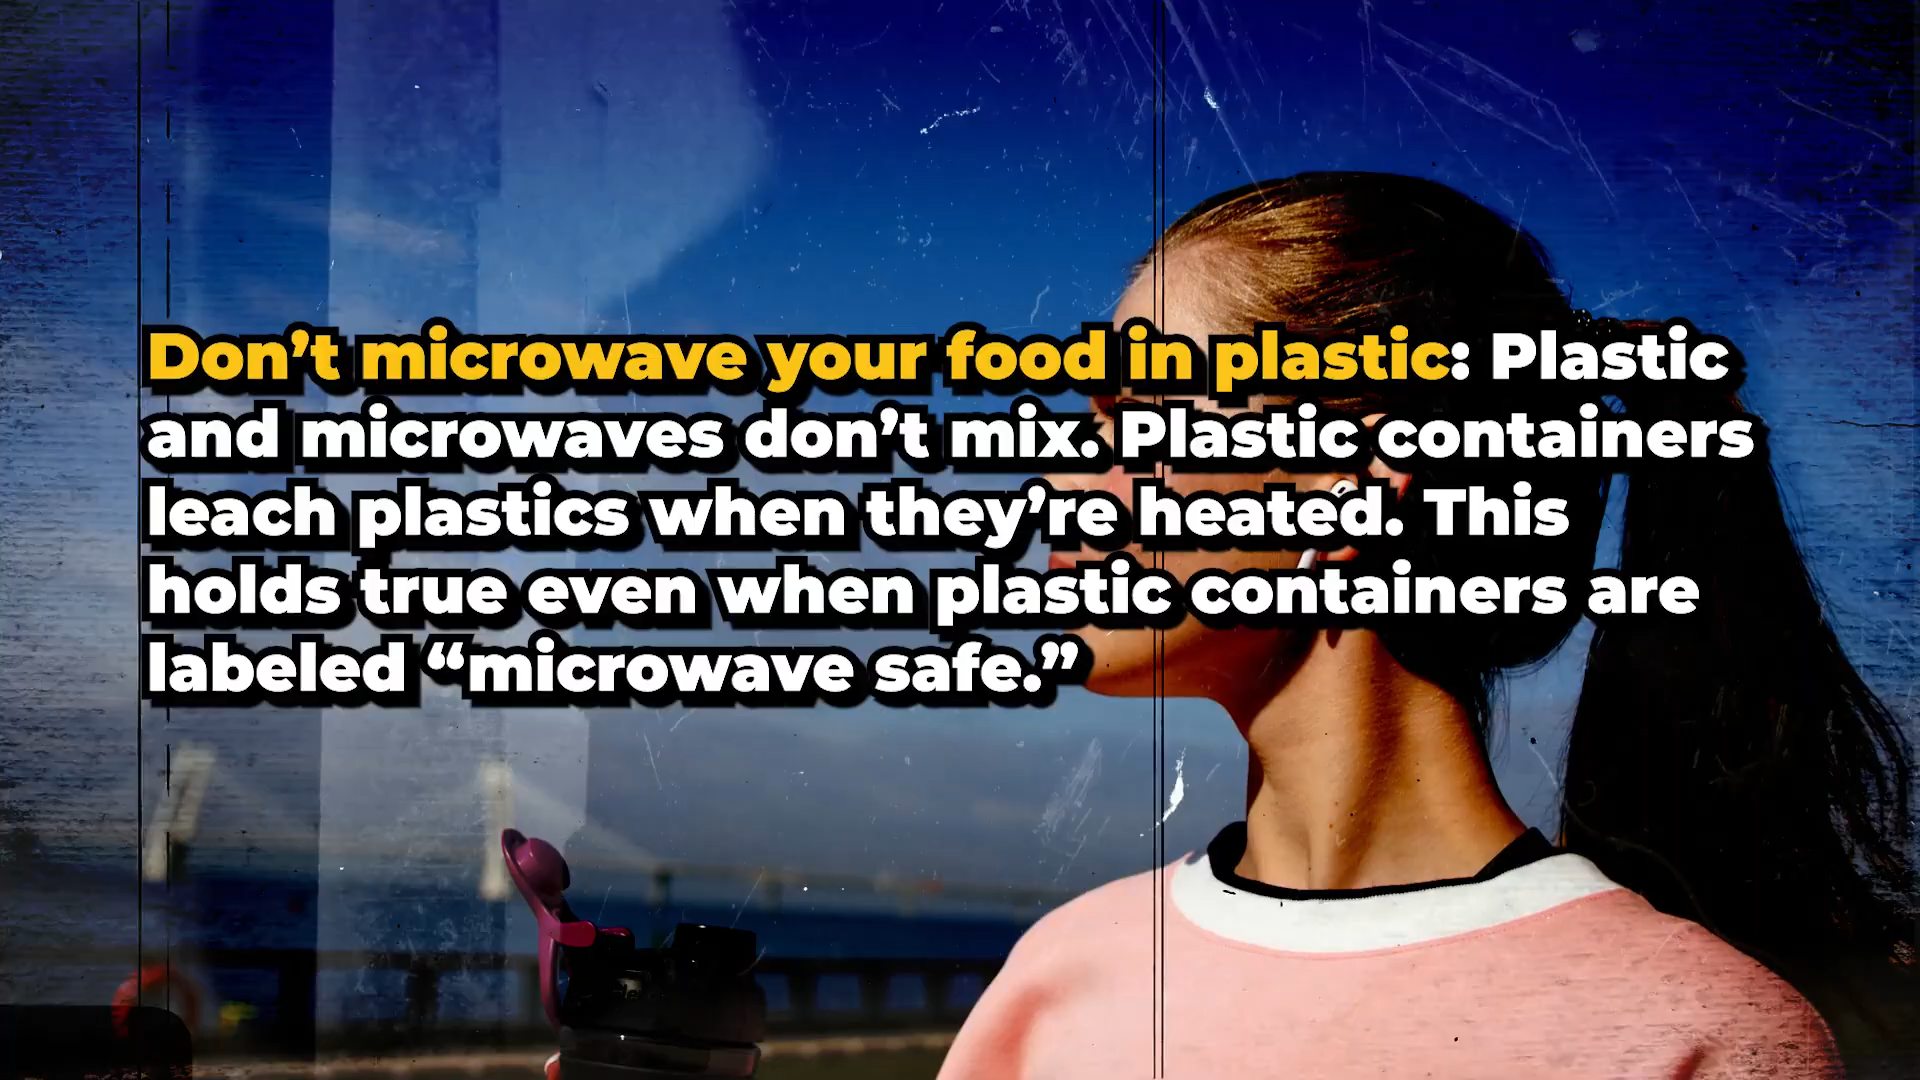 Don’t microwave your food in plastic: Plastic
and microwaves don’t mix. Plastic containers
leach plastics when they’re heated. This
holds true even when plastic containers are
labeled “microwave safe.”